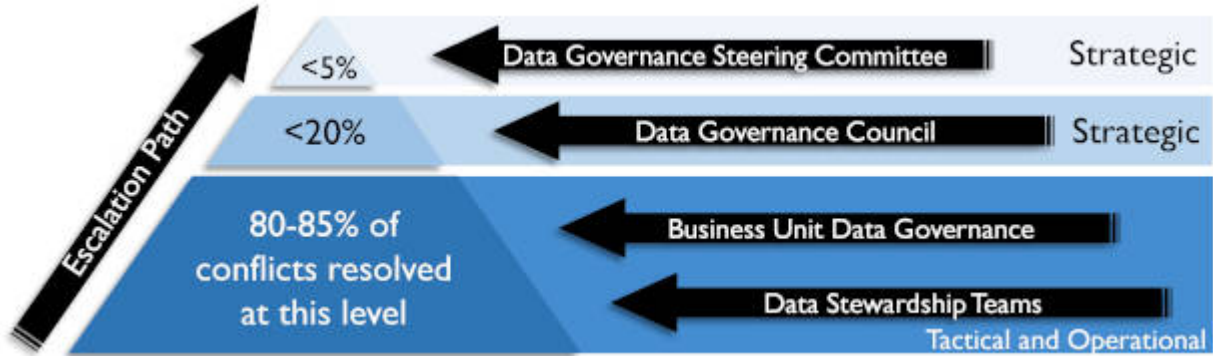 <5%
Data Governance Steering Committee
Strategic
<20%
Data Governance Council
Strategic
Escalation Path
80-85% of
conflicts resolved
at this level
Business Unit Data Governance
Data Stewardship Teams
Tactical and Operational